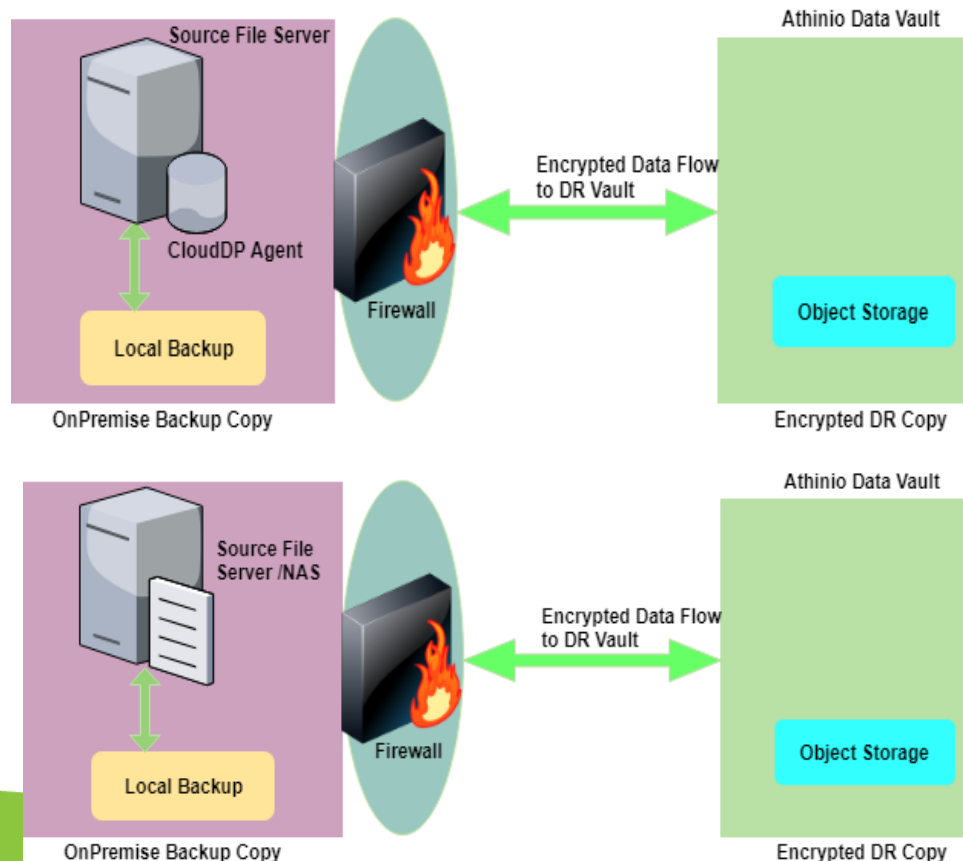 Source File Server
Athinio Data Vault
CloudDP Agent
Encrypted Data Flow
to DR Vault
Firewall
Local Backup
Object Storage
OnPremise Backup Copy
Encrypted DR Copy
Athinio Data Vault
Source File
Server /NAS
Encrypted Data Flow
to DR Vault
Firewall
Local Backup
Object Storage
OnPremise Backup Copy
Encrypted DR Copy